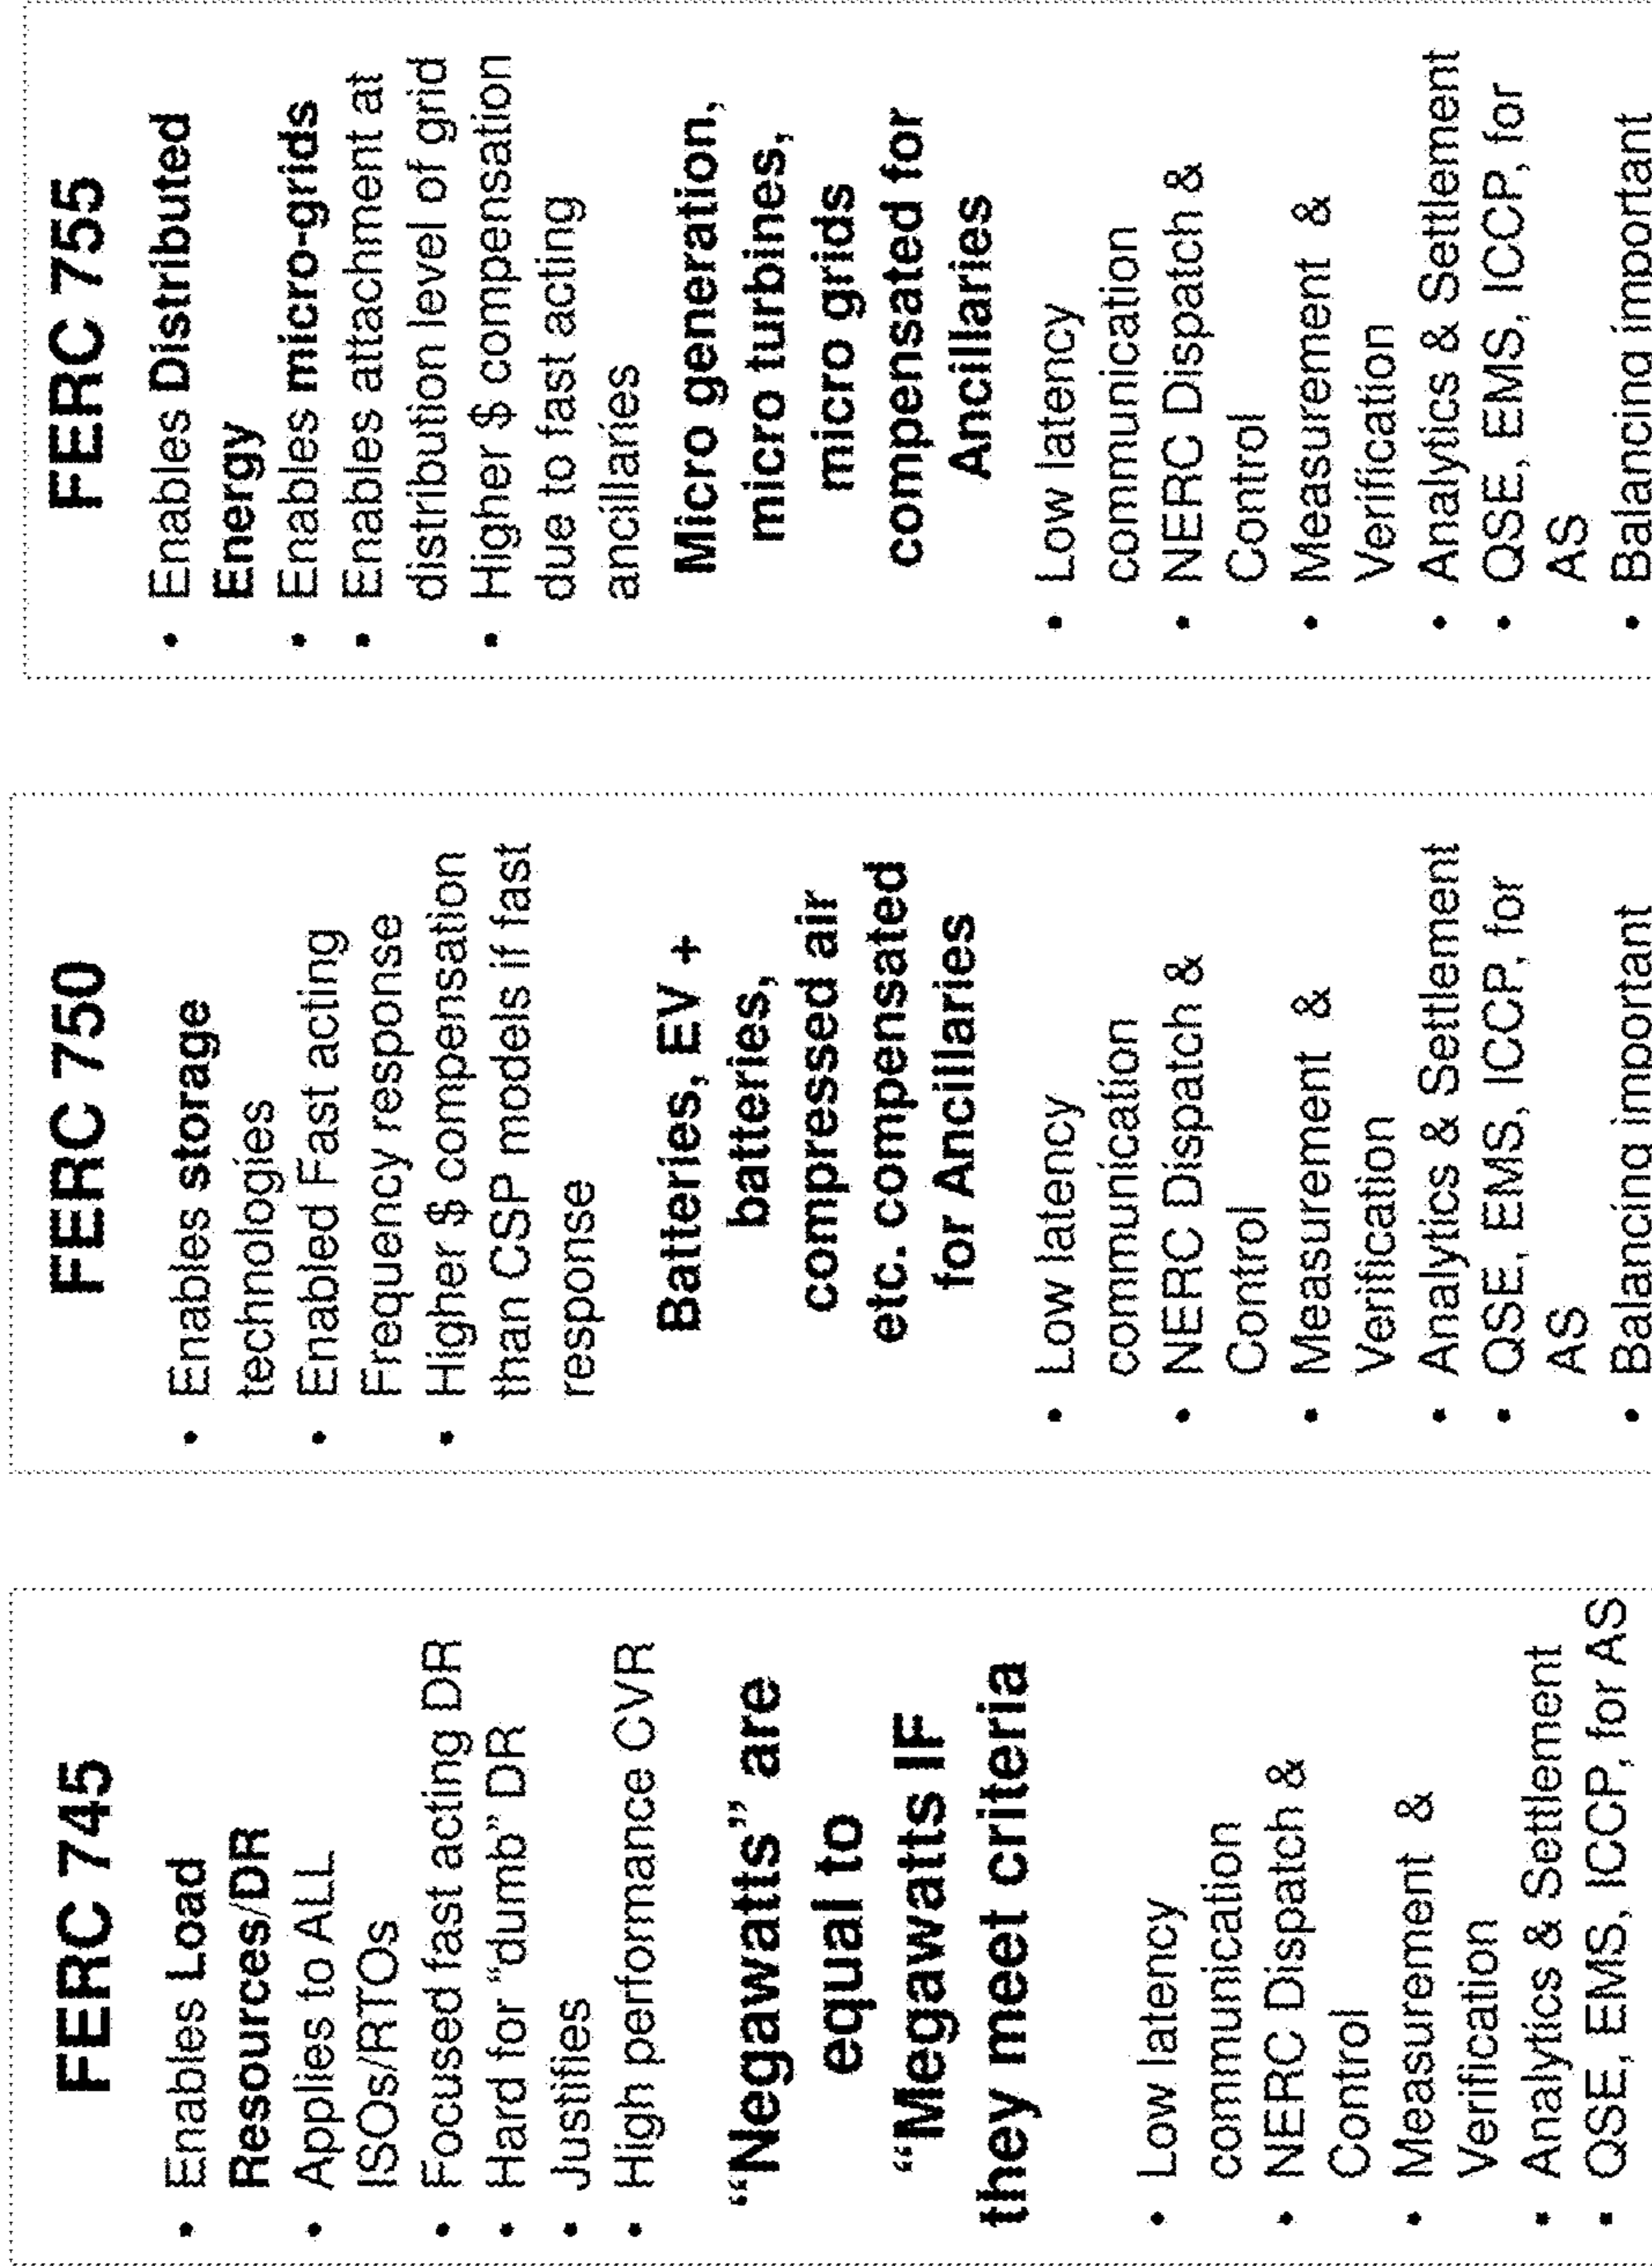 FERC 745
• Enables Load
Resources/DR
• Applies to ALL
ISOs/RTOs
• Focused fast acting DR
• Hard for “dumb” DR
• Justifies
• High performance CVR
“Negawatts” are
equal to
“Megawatts IF
they meet criteria
• Low latency
communication
• NERC Dispatch &
Control
• Measurement &
Verification
• Analytics & Settlement
• QSE, EMS, ICCP, for AS
FERC 750
• Enables storage
technologies
• Enabled Fast acting
Frequency response
• Higher $ compensation
than CSP models if fast
response
Batteries, EV +
batteries,
compressed air
etc. compensated
for Ancillaries
• Low latency
communication
• NERC Dispatch &
Control
• Measurement &
Verification
• Analytics & Settlement
• QSE, EMS, ICCP, for
AS
• Balancing important
FERC 755
• Enables Distributed
Energy
• Enables micro-grids
• Enables attachment at
distribution level of grid
• Higher $ compensation
due to fast acting
ancillaries
Micro generation,
micro turbines,
micro grids
compensated for
Ancillaries
• Low latency
communication
• NERC Dispatch &
Control
• Measurement &
Verification
• Analytics & Settlement
• QSE, EMS, ICCP, for
AS
• Balancing important